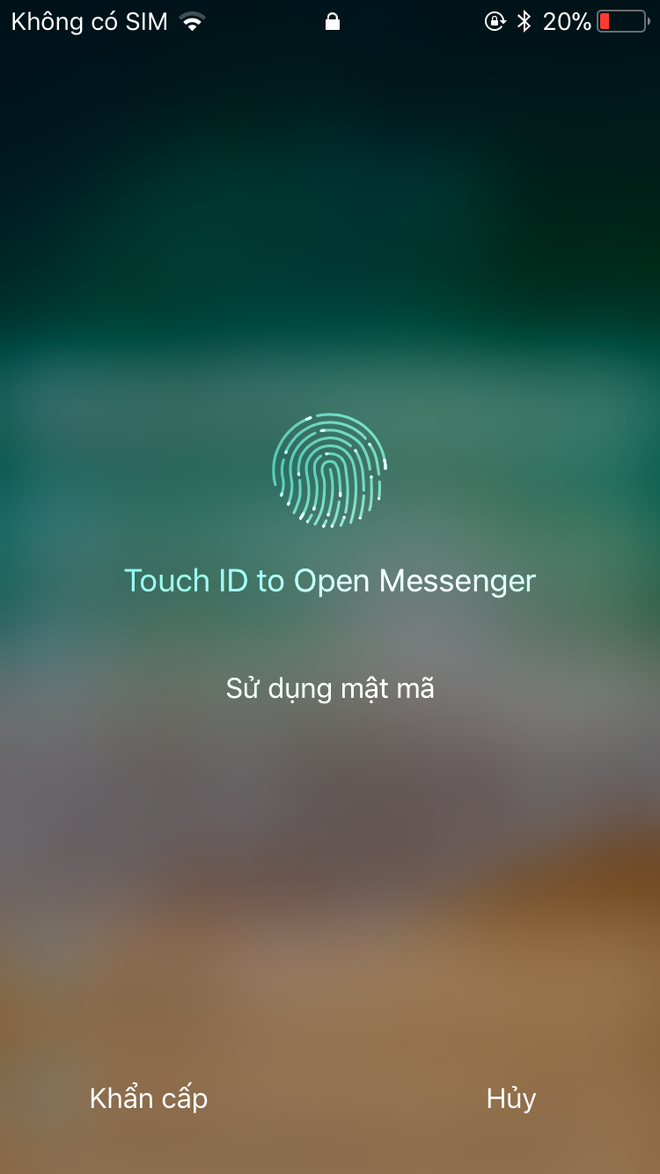 Không có SIM 20%
Touch ID to Open Messenger
Sử dụng mật mã
Khẩn cấp Hủy